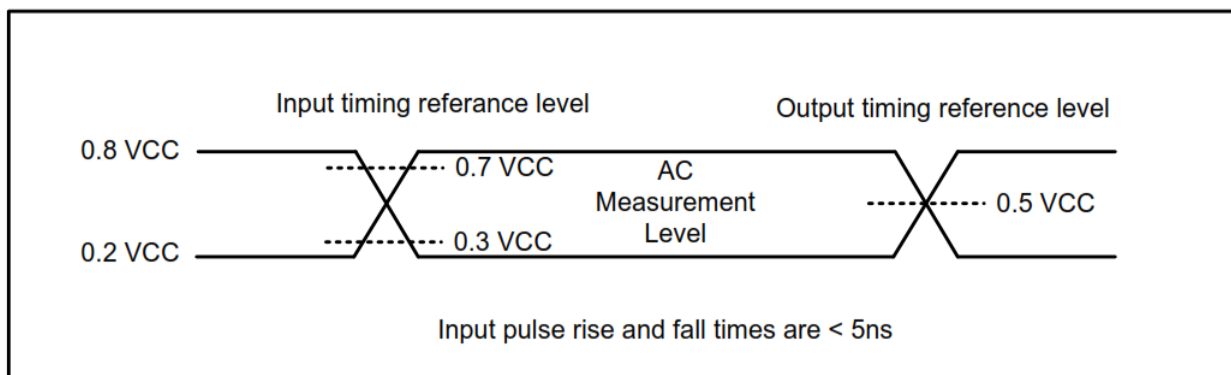 Input timing referance level
Output timing reference level
0.8 VCC
0.7 VCC
AC
Measurement
Level
0.5 VCC
0.3 VCC
0.2 VCC
Input pulse rise and fall times are < 5ns